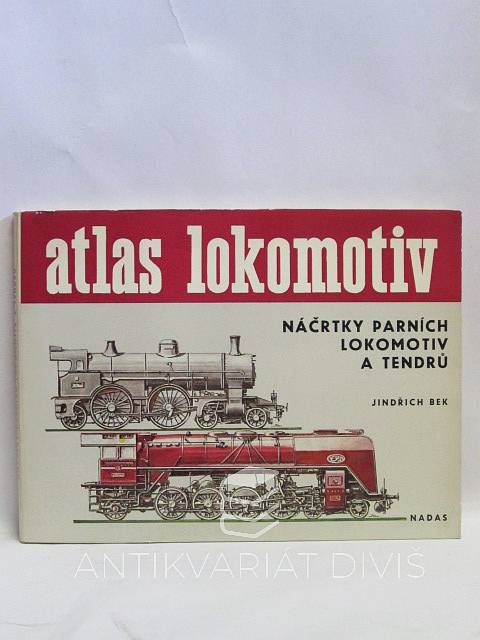 atlas lokomotiv
NÁČRTKY PARNÍCH
LOKOMOTIV
A TENDRŮ
JINDŘICH BEK
NADAS
ANTIKVARIÁT DIVIŠ